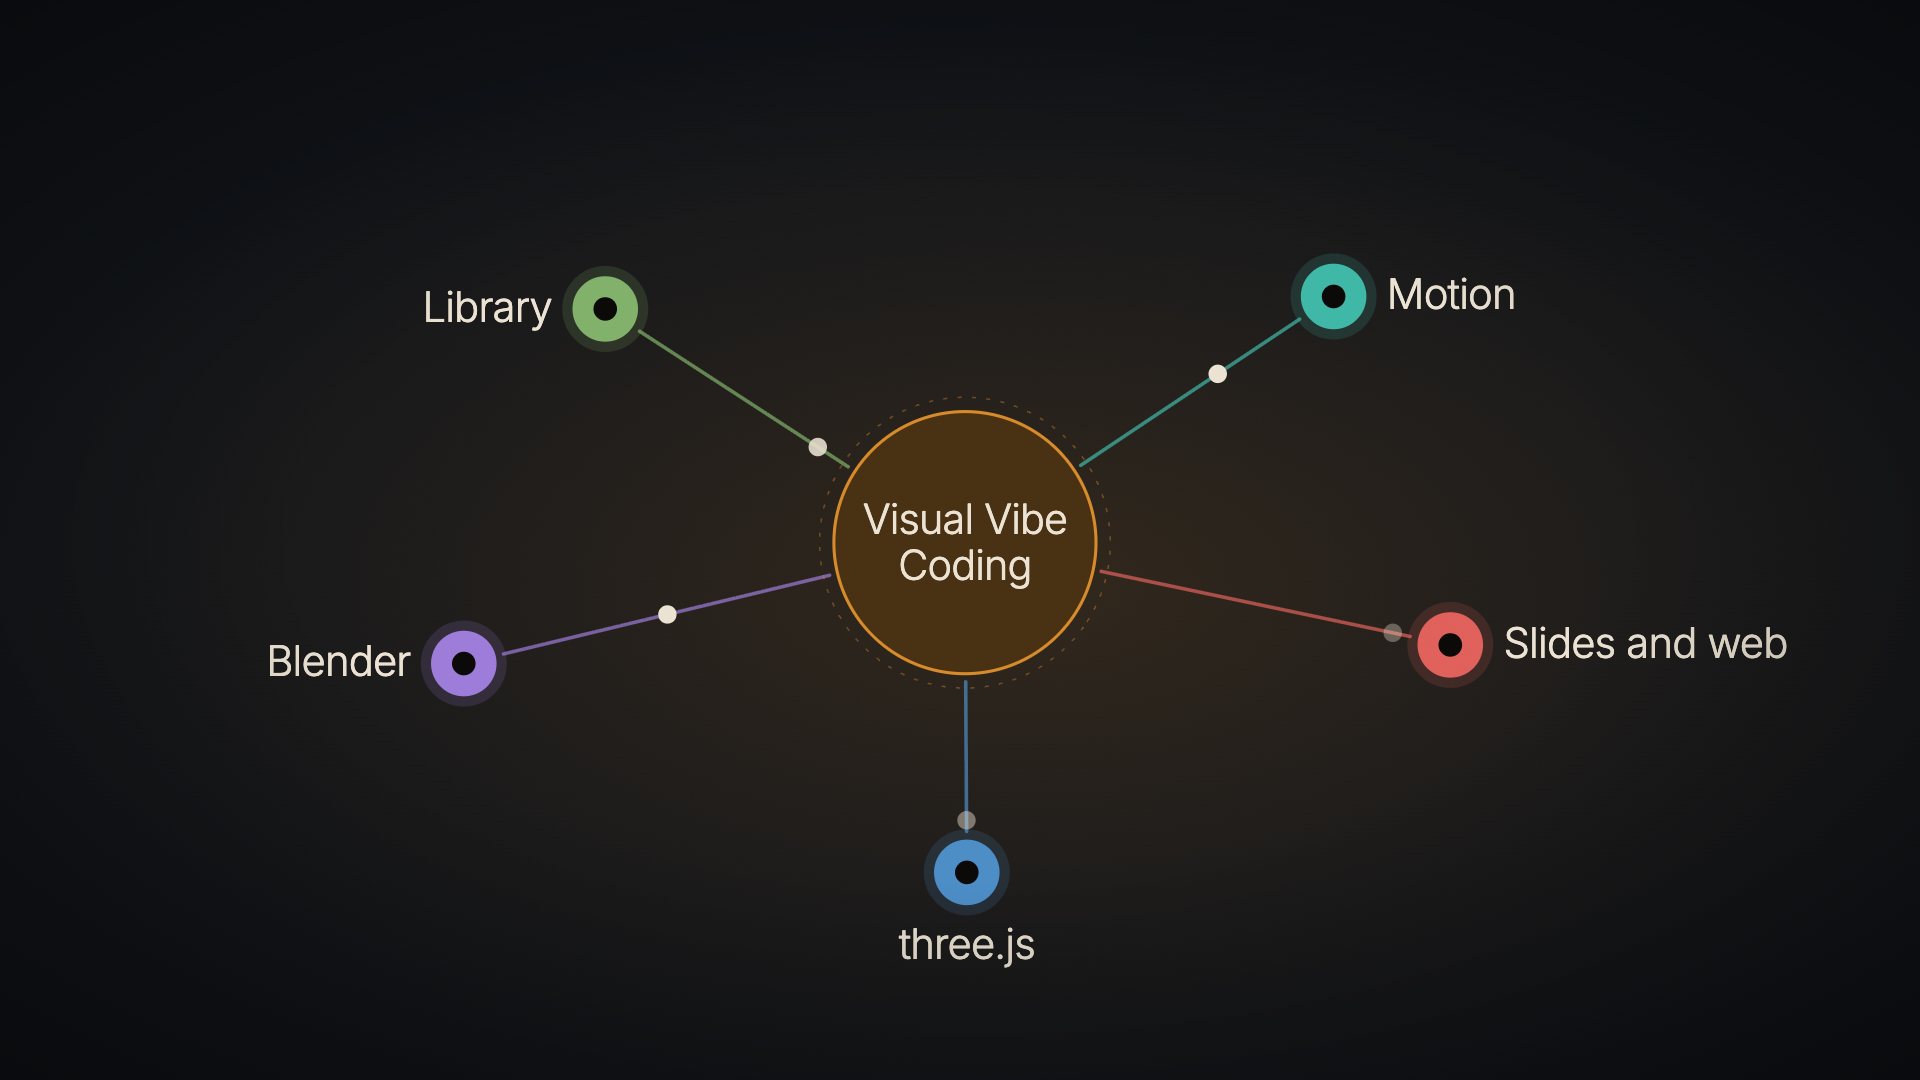 Library
Motion
Visual Vibe
Coding
Blender
Slides and web
three.js